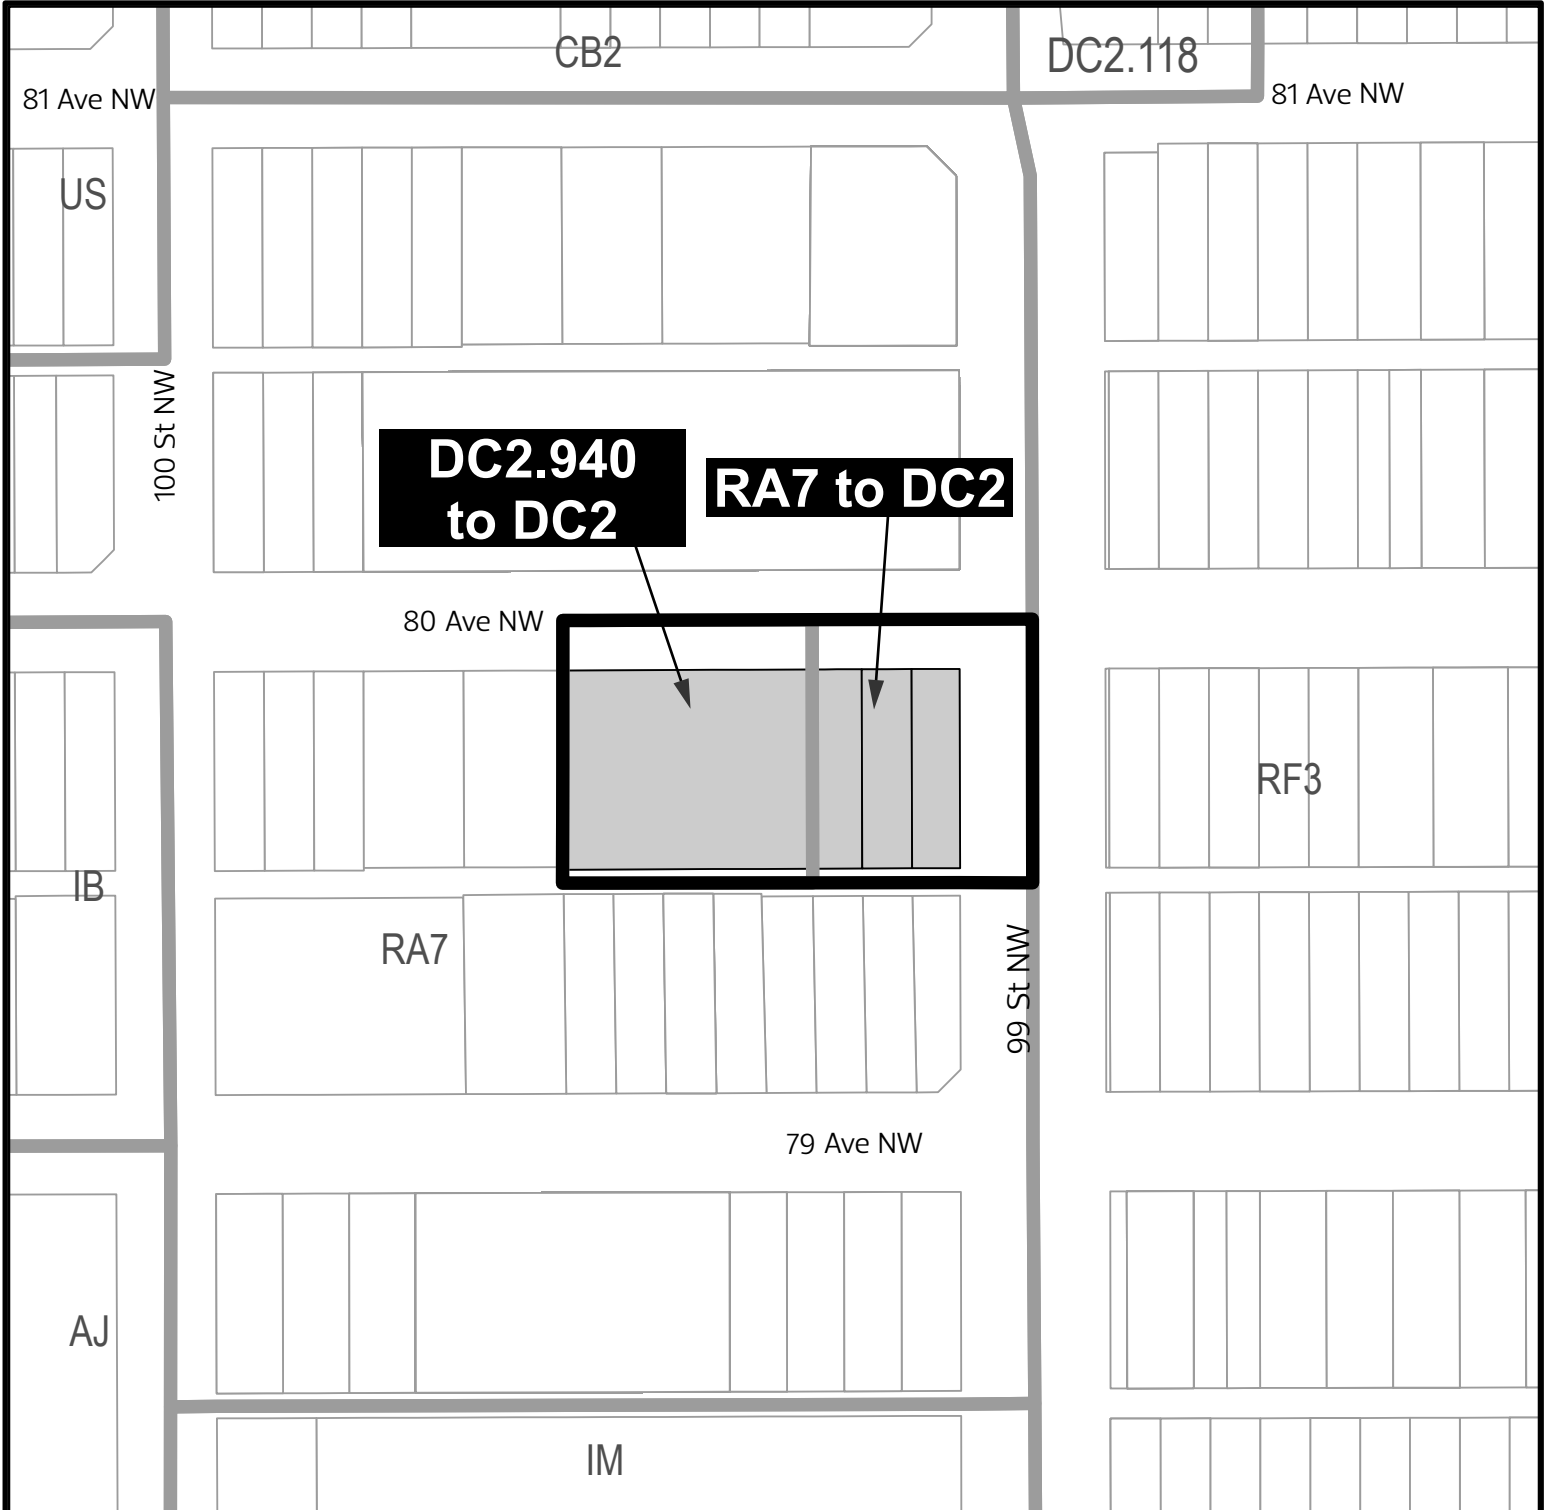 CB2
DC2.118
81 Ave NW
81 Ave NW
US
100 St NW
DC2.940
to DC2
RA7 to DC2
80 Ave NW
RF3
IB
RA7
99 St NW
79 Ave NW
AJ
IM